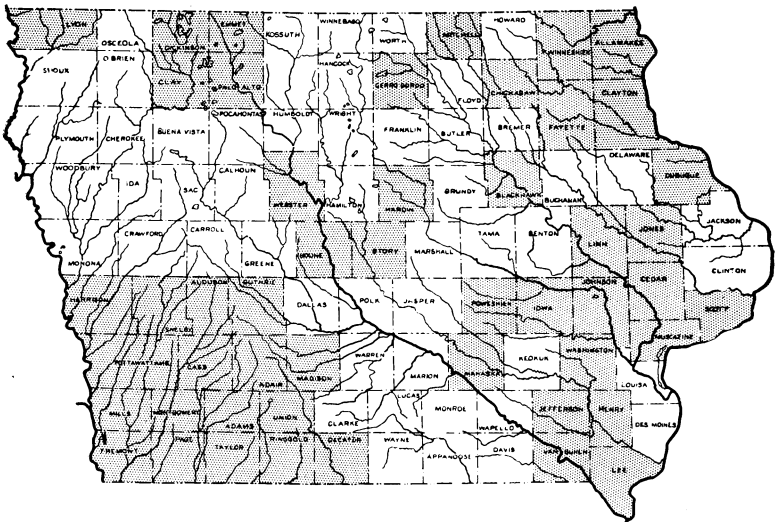 LYON
OSCEOLA
DICKINSON
EMMET
KOSSUTH
WINNEBAGO
WORTH
MITCHELL
HOWARD
WINNESHIEK
ALLAMAKEE
SIOUX
O BRIEN
CLAY
PALO ALTO
HANCOCK
CERRO GORDO
FLOYD
CHICKASAW
FAYETTE
CLAYTON
PLYMOUTH
CHEROKEE
BUENA VISTA
POCAHONTAS
HUMBOLDT
WRIGHT
FRANKLIN
BUTLER
BREMER
WOODBURY
IDA
SAC
CALHOUN
WEBSTER
HAMILTON
HARDIN
GRUNDY
BLACKHAWK
BUCHANAN
DELAWARE
DUBUQUE
MONONA
CRAWFORD
CARROLL
GREENE
BOONE
STORY
MARSHALL
TAMA
BENTON
LINN
JONES
JACKSON
CLINTON
HARRISON
SHELBY
AUDUBON
GUTHRIE
DALLAS
POLK
JASPER
POWESHIEK
IOWA
JOHNSON
CEDAR
SCOTT
MUSCATINE
POTTAWATTAMIE
CASS
ADAIR
MADISON
WARREN
MARION
MAHASKA
KEOKUK
WASHINGTON
LOUISA
MILLS
MONTGOMERY
ADAMS
UNION
CLARKE
LUCAS
MONROE
WAPELLO
JEFFERSON
HENRY
DES MOINES
FREMONT
PAGE
TAYLOR
RINGGOLD
DECATUR
WAYNE
APPANOOSE
DAVIS
VAN BUREN
LEE